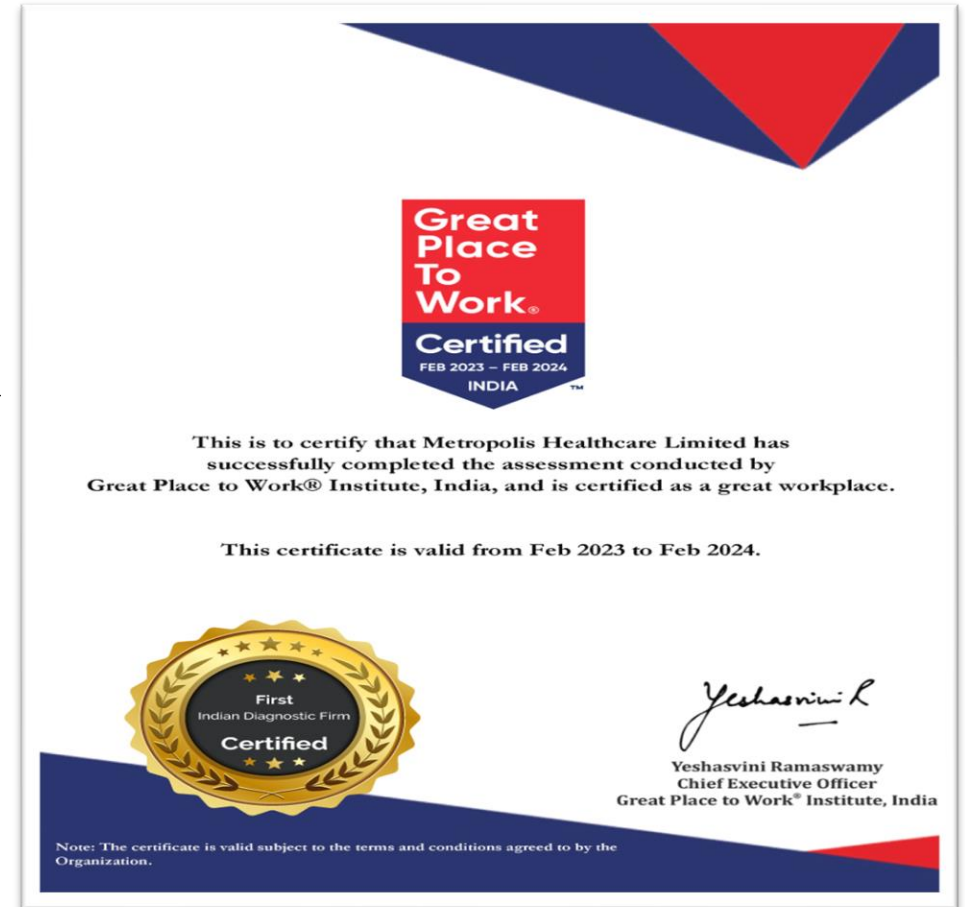 Great
Place
To
Work®
Certified
FEB 2023 – FEB 2024
INDIA
™
This is to certify that Metropolis Healthcare Limited has
successfully completed the assessment conducted by
Great Place to Work® Institute, India, and is certified as a great workplace.
This certificate is valid from Feb 2023 to Feb 2024.
First
Indian Diagnostic Firm
Certified
Yeshasvini R
Yeshasvini Ramaswamy
Chief Executive Officer
Great Place to Work® Institute, India
Note: The certificate is valid subject to the terms and conditions agreed to by the
Organization.